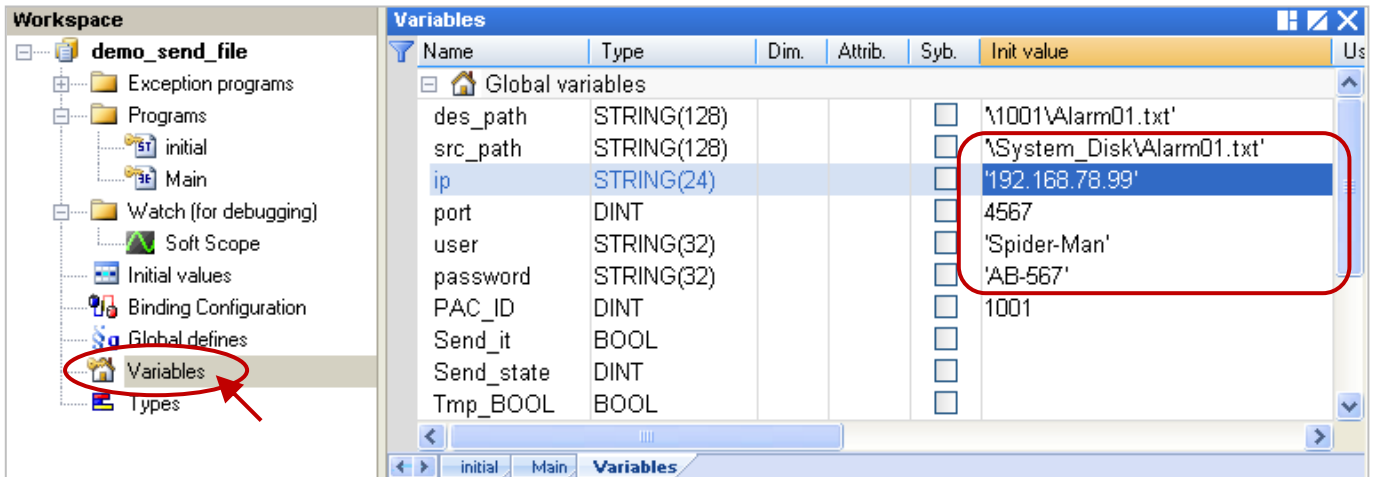 Workspace
demo_send_file
Exception programs
Programs
initial
Main
Watch (for debugging)
Soft Scope
Initial values
Binding Configuration
Global defines
Variables
Types
Variables
Name Type Dim. Attrib. Syb. Init value Us
Global variables
des_path STRING(128) '\1001\Alarm01.txt'
src_path STRING(128) '\System_Disk\Alarm01.txt'
ip STRING(24) '192.168.78.99'
port DINT 4567
user STRING(32) 'Spider-Man'
password STRING(32) 'AB-567'
PAC_ID DINT 1001
Send_it BOOL
Send_state DINT
Tmp_BOOL BOOL
initial Main Variables